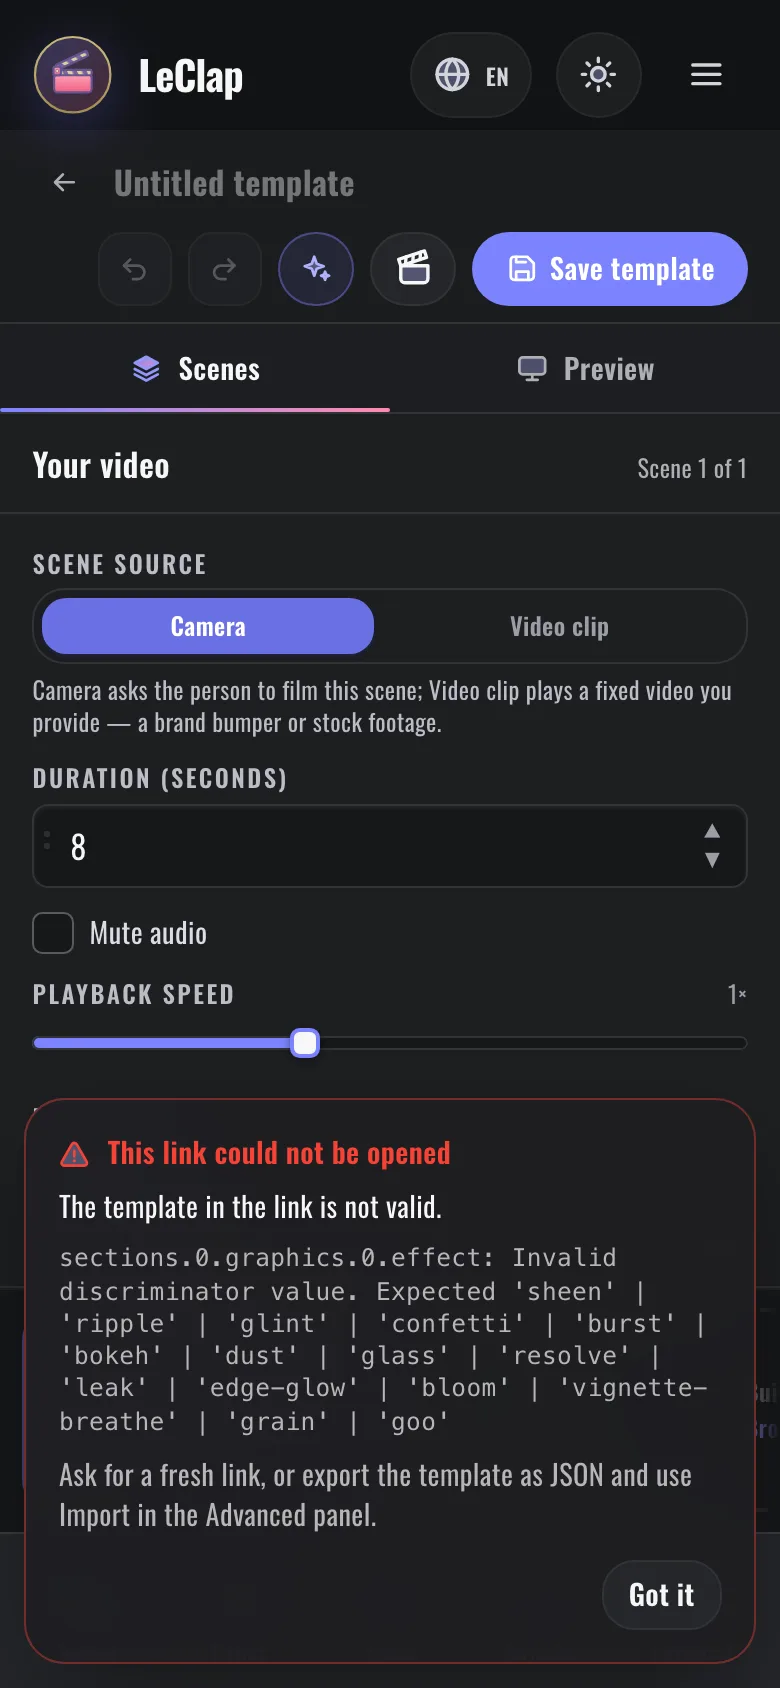 LeClap
EN
Untitled template
Save template
Scenes
Preview
Your video
Scene 1 of 1
SCENE SOURCE
Camera
Video clip
Camera asks the person to film this scene; Video clip plays a fixed video you
provide — a brand bumper or stock footage.
DURATION (SECONDS)
8
Mute audio
PLAYBACK SPEED
1×
This link could not be opened
The template in the link is not valid.
sections.0.graphics.0.effect: Invalid
discriminator value. Expected 'sheen' |
'ripple' | 'glint' | 'confetti' | 'burst' |
'bokeh' | 'dust' | 'glass' | 'resolve' |
'leak' | 'edge-glow' | 'bloom' | 'vignette-
breathe' | 'grain' | 'goo'
Ask for a fresh link, or export the template as JSON and use
Import in the Advanced panel.
Got it